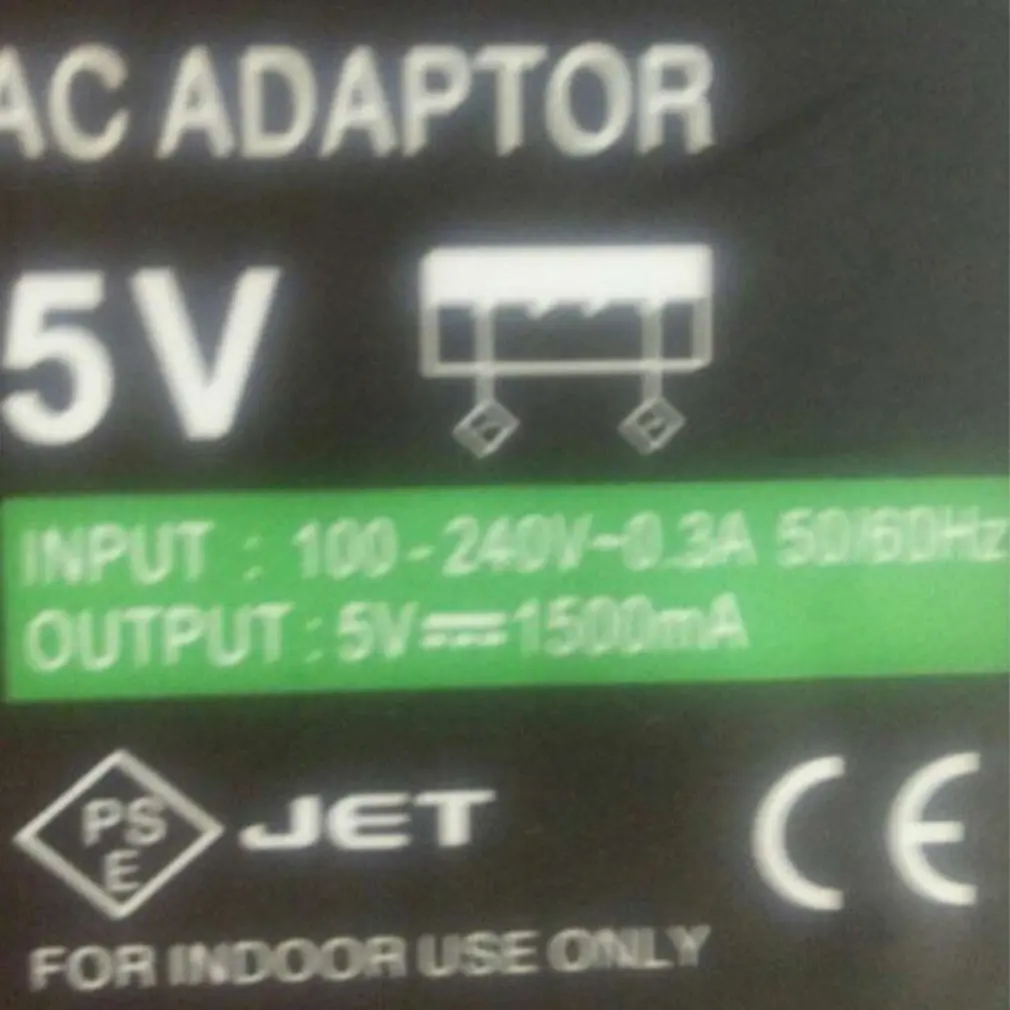 AC ADAPTOR
5V
INPUT : 100-240V~0.3A 50/60Hz
OUTPUT : 5V⎓1500mA
PS
E
JET
CE
FOR INDOOR USE ONLY